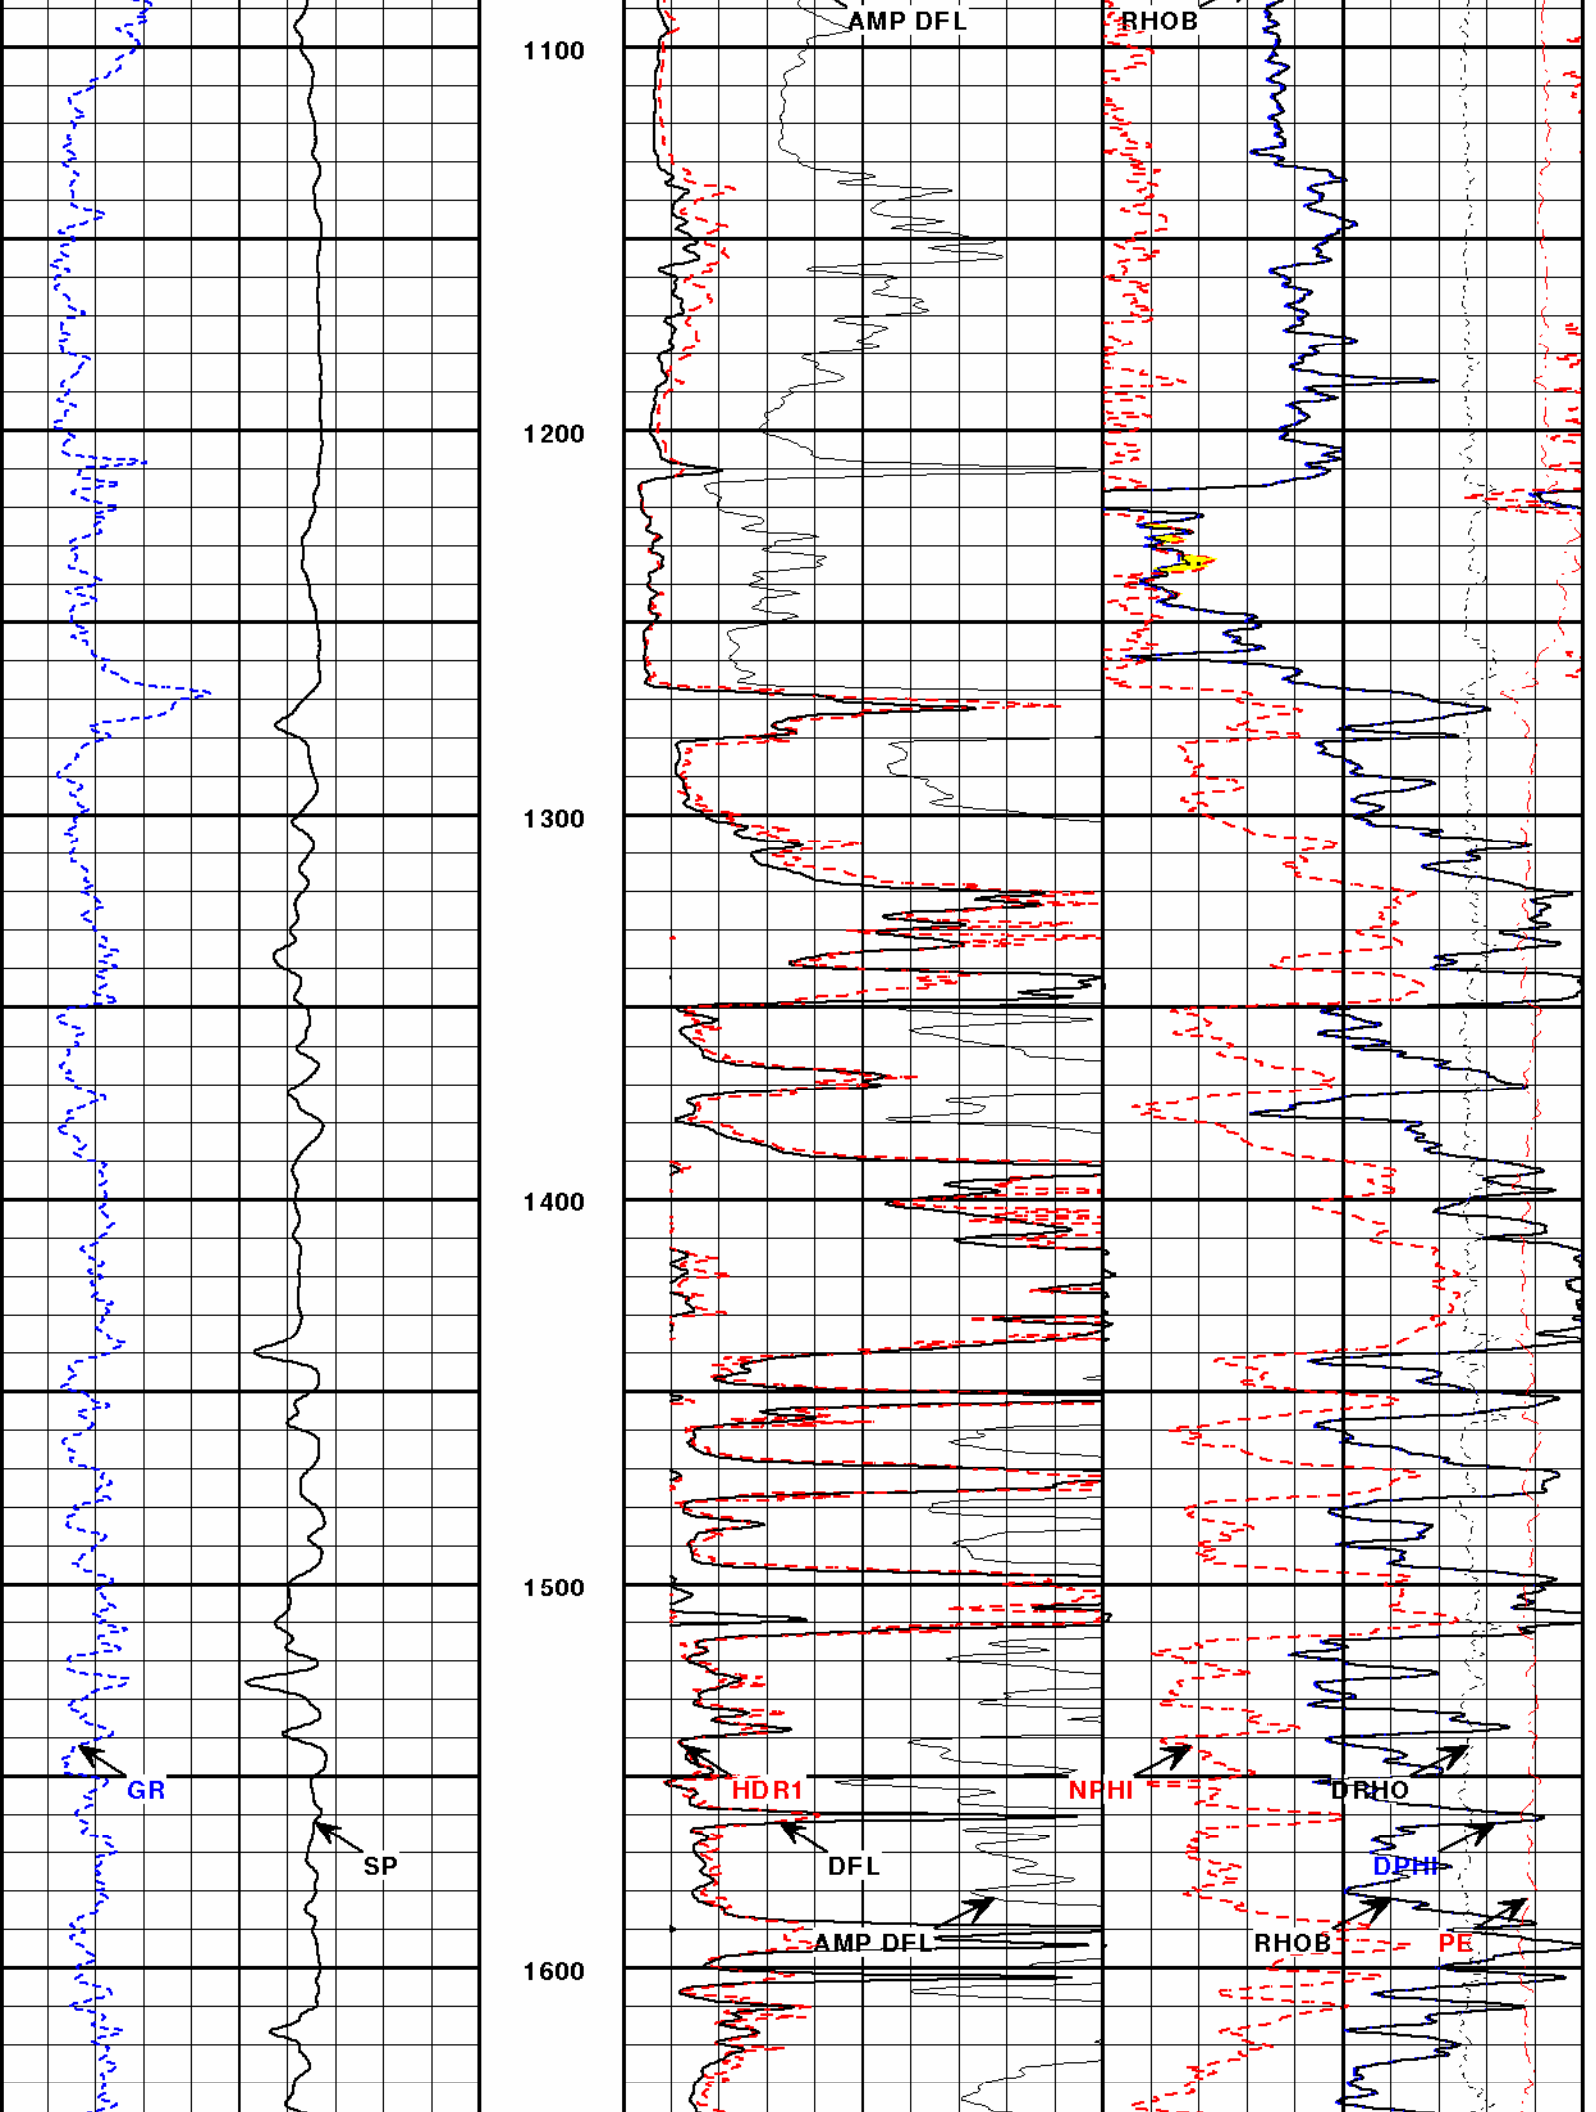 AMP DFL RHOB
1100
1200
1300
1400
1500
GR HDR1 NPHI DRHO
SP DFL DPHI
AMP DFL RHOB PE
1600